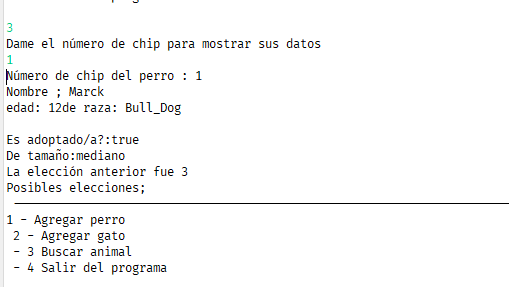 3
Dame el número de chip para mostrar sus datos
1
Número de chip del perro : 1
Nombre ; Marck
edad: 12de raza: Bull_Dog
Es adoptado/a?:true
De tamaño:mediano
La elección anterior fue 3
Posibles elecciones;
1 - Agregar perro
2 - Agregar gato
- 3 Buscar animal
- 4 Salir del programa